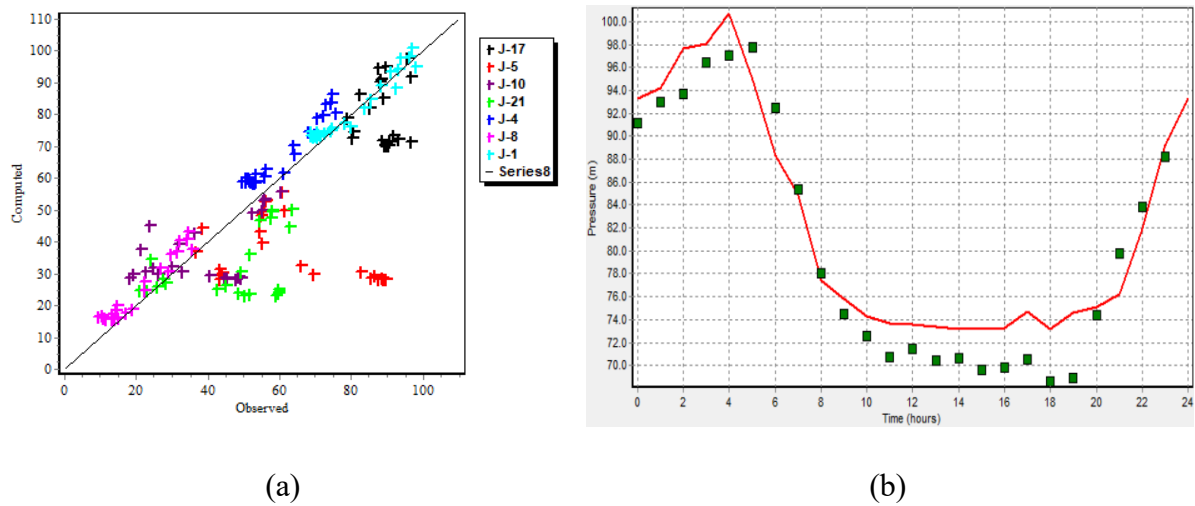 Computed
110
100
90
80
70
60
50
40
30
20
10
0
0 20 40 60 80 100
Observed
J-17
J-5
J-10
J-21
J-4
J-8
J-1
Series8
(a)
Pressure (m)
100.0
98.0
96.0
94.0
92.0
90.0
88.0
86.0
84.0
82.0
80.0
78.0
76.0
74.0
72.0
70.0
0 2 4 6 8 10 12 14 16 18 20 22 24
Time (hours)
(b)